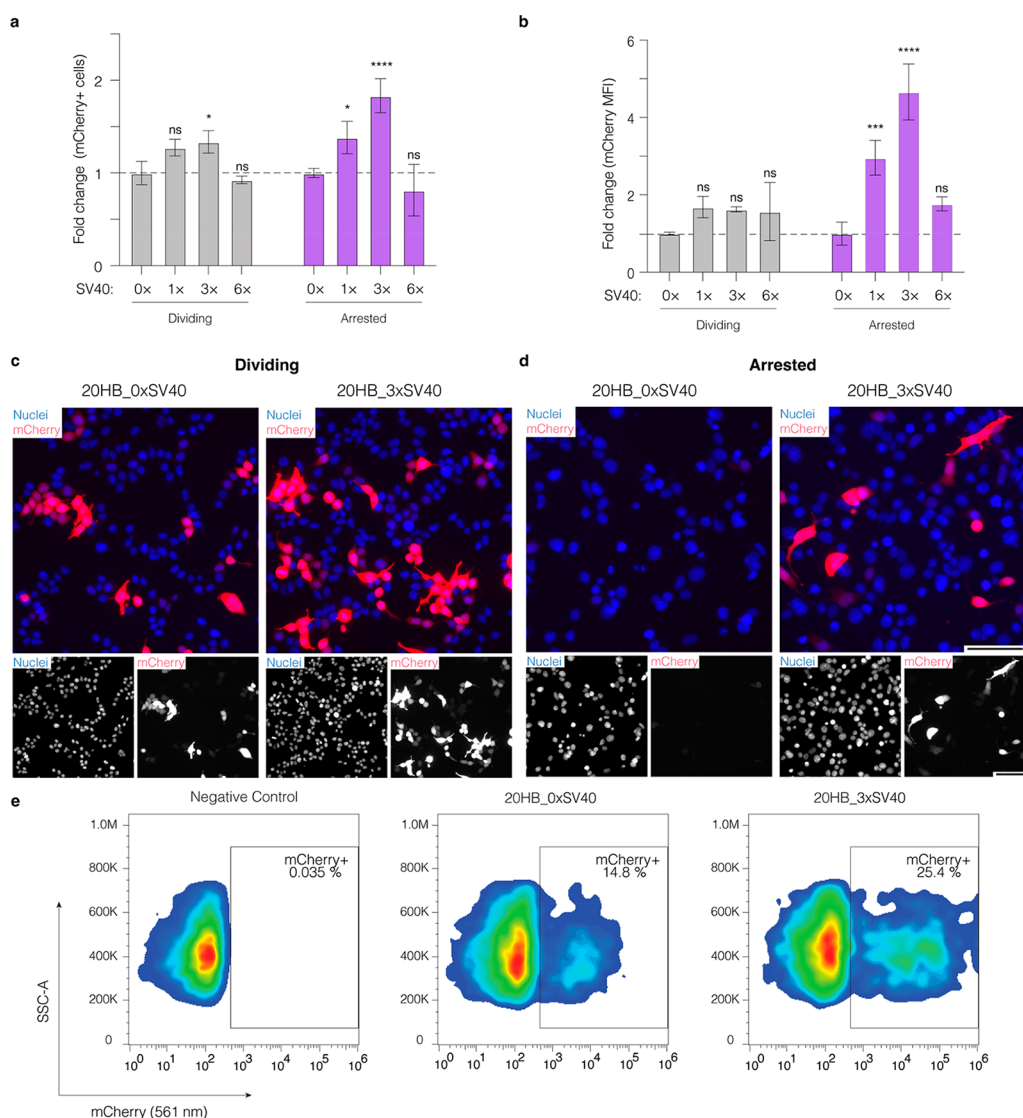 a
Fold change (mCherry+ cells)
2
1
0
ns
*
ns
*
****
ns
SV40:
0×
1×
3×
6×
0×
1×
3×
6×
Dividing
Arrested
b
Fold change (mCherry MFI)
6
4
2
0
ns
ns
ns
***
****
ns
SV40:
0×
1×
3×
6×
0×
1×
3×
6×
Dividing
Arrested
c
Dividing
20HB_0xSV40
20HB_3xSV40
Nuclei
mCherry
Nuclei
mCherry
Nuclei
mCherry
Nuclei
mCherry
d
Arrested
20HB_0xSV40
20HB_3xSV40
Nuclei
mCherry
Nuclei
mCherry
Nuclei
mCherry
Nuclei
mCherry
e
Negative Control
1.0M
800K
600K
400K
200K
0
mCherry+
0.035 %
10⁰
10¹
10²
10³
10⁴
10⁵
10⁶
20HB_0xSV40
1.0M
800K
600K
400K
200K
0
mCherry+
14.8 %
10⁰
10¹
10²
10³
10⁴
10⁵
10⁶
20HB_3xSV40
1.0M
800K
600K
400K
200K
0
mCherry+
25.4 %
10⁰
10¹
10²
10³
10⁴
10⁵
10⁶
SSC-A
mCherry (561 nm)